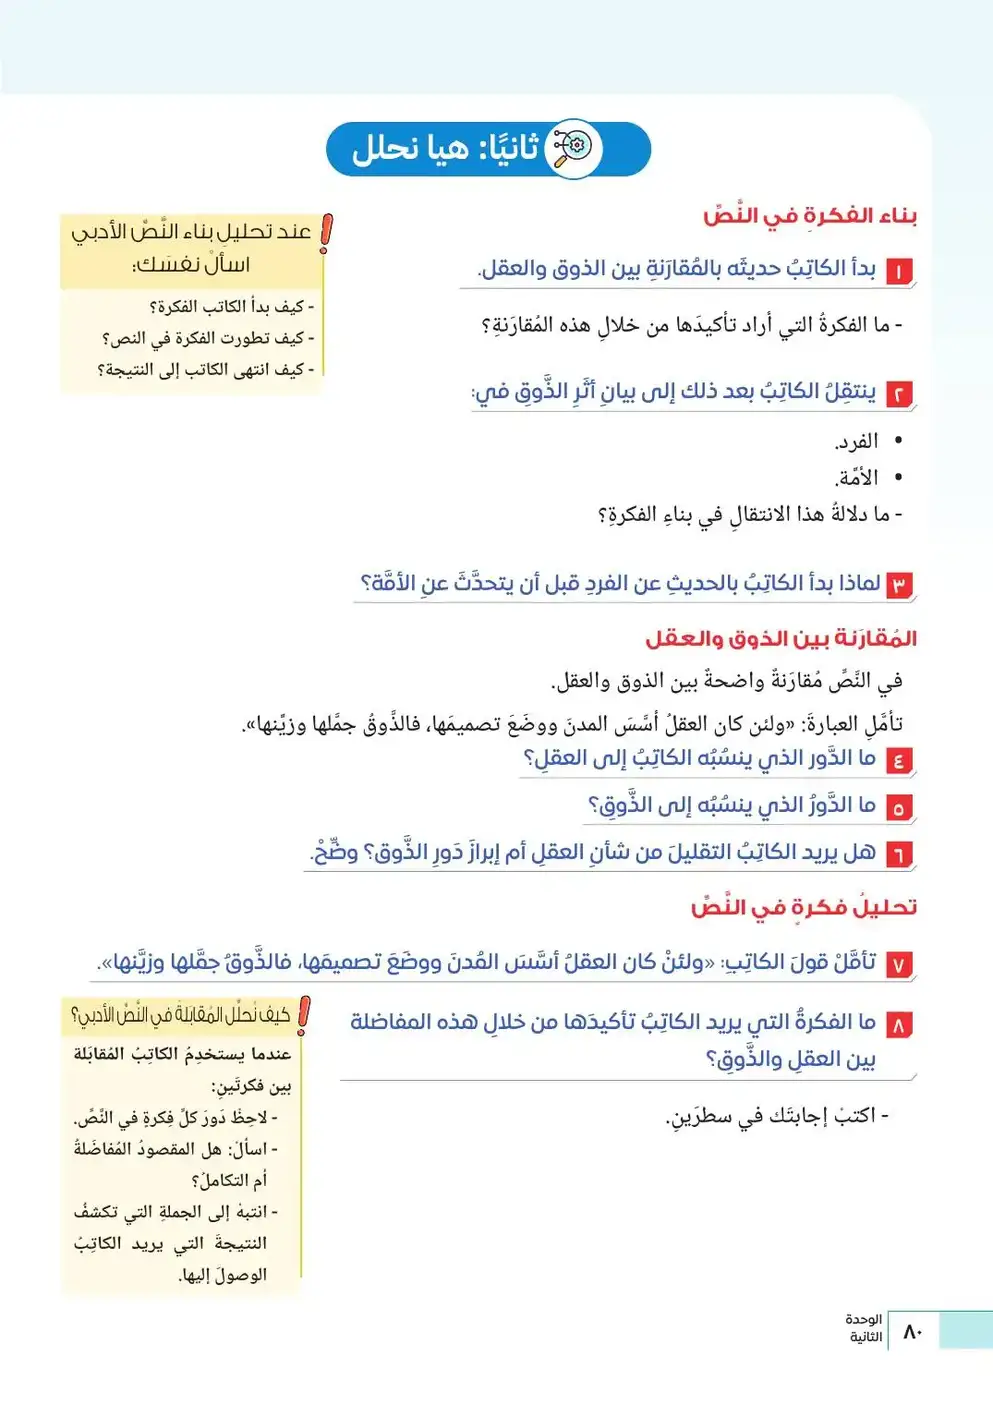 ثانيًا: هيا نحلل
بناء الفكرةِ في النَّصِّ
١ بدأ الكاتِبُ حديثَه بالمُقارَنةِ بين الذوق والعقل.
- ما الفكرةُ التي أراد تأكيدَها من خلالِ هذه المُقارَنةِ؟
! عند تحليلِ بناء النَّصِّ الأدبي
اسألْ نفسَك:
- كيف بدأ الكاتب الفكرة؟
- كيف تطورت الفكرة في النص؟
- كيف انتهى الكاتب إلى النتيجة؟
٢ ينتقِلُ الكاتِبُ بعد ذلك إلى بيانِ أثَرِ الذَّوقِ في:
• الفرد.
• الأمَّة.
- ما دلالةُ هذا الانتقالِ في بناءِ الفكرةِ؟
٣ لماذا بدأ الكاتِبُ بالحديثِ عن الفردِ قبل أن يتحدَّثَ عنِ الأمَّة؟
المُقارَنة بين الذوق والعقل
في النَّصِّ مُقارَنةٌ واضحةٌ بين الذوق والعقل.
تأمَّلِ العبارةَ: «ولئن كان العقلُ أسَّسَ المدنَ ووضَعَ تصميمَها، فالذَّوقُ جمَّلها وزيَّنها».
٤ ما الدَّور الذي ينسُبُه الكاتِبُ إلى العقلِ؟
٥ ما الدَّورُ الذي ينسُبُه إلى الذَّوقِ؟
٦ هل يريد الكاتِبُ التقليلَ من شأنِ العقلِ أم إبرازَ دَورِ الذَّوق؟ وضِّحْ.
تحليلُ فكرةٍ في النَّصِّ
٧ تأمَّلْ قولَ الكاتِبِ: «ولئنْ كان العقلُ أسَّسَ المُدنَ ووضَعَ تصميمَها، فالذَّوقُ جمَّلها وزيَّنها».
٨ ما الفكرةُ التي يريد الكاتِبُ تأكيدَها من خلالِ هذه المفاضلة
بين العقلِ والذَّوقِ؟
- اكتبْ إجابتَك في سطرَينِ.
! كيف نُحلِّل المُقابَلةَ في النَّصِّ الأدبي؟
عندما يستخدِمُ الكاتِبُ المُقابَلة
بين فكرتَينِ:
- لاحِظْ دَورَ كلِّ فِكرةٍ في النَّصِّ.
- اسألْ: هل المقصودُ المُفاضَلةُ
أم التكاملُ؟
- انتبهْ إلى الجملةِ التي تكشفُ
النتيجةَ التي يريد الكاتِبُ
الوصولَ إليها.
الوحدة
الثانية
٨٠